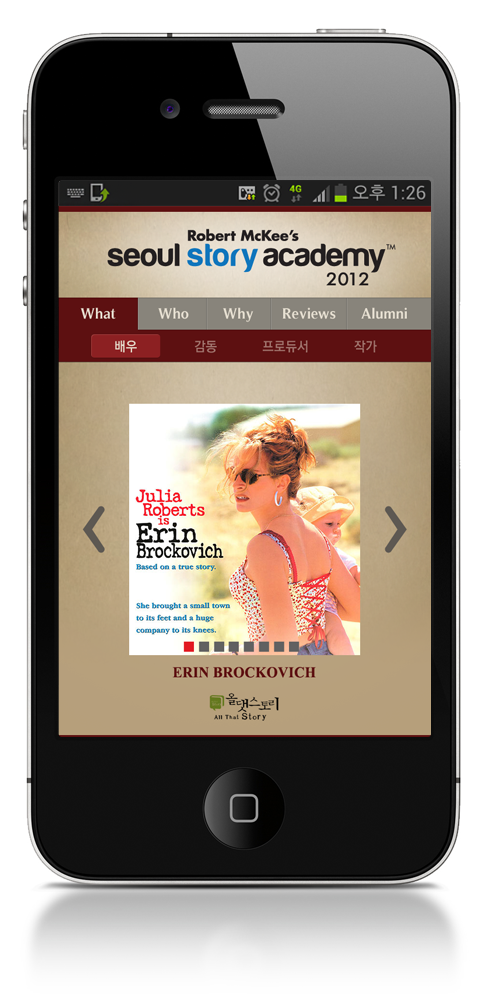 4G 오후 1:26
Robert McKee's
seoul story academy™
2012
What Who Why Reviews Alumni
배우 감동 프로듀서 작가
Julia
Roberts
is
Erin
Brockovich
Based on a true story.
She brought a small town
to its feet and a huge
company to its knees.
ERIN BROCKOVICH
올댓스토리
All That Story